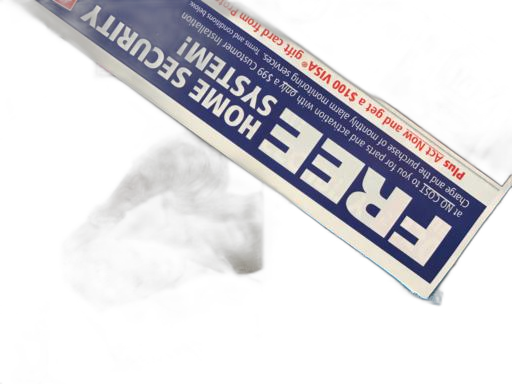 FREE
HOME SECURITY
SYSTEM!
at NO COST to you for parts and activation with only a $99 Customer Installation
Charge and the purchase of monthly alarm monitoring services. Terms and conditions below.
Plus Act Now and get a $100 VISA® gift card from